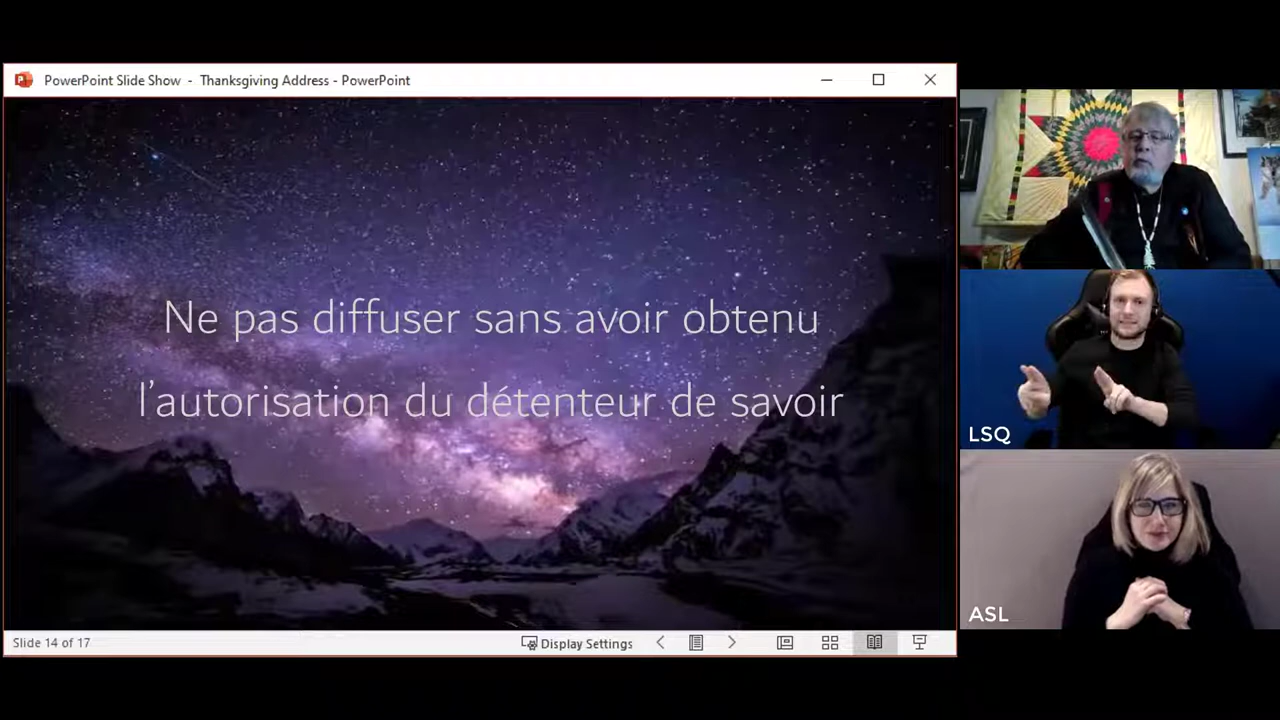 PowerPoint Slide Show - Thanksgiving Address - PowerPoint
Ne pas diffuser sans avoir obtenu
l’autorisation du détenteur de savoir
LSQ
ASL
Slide 14 of 17
Display Settings